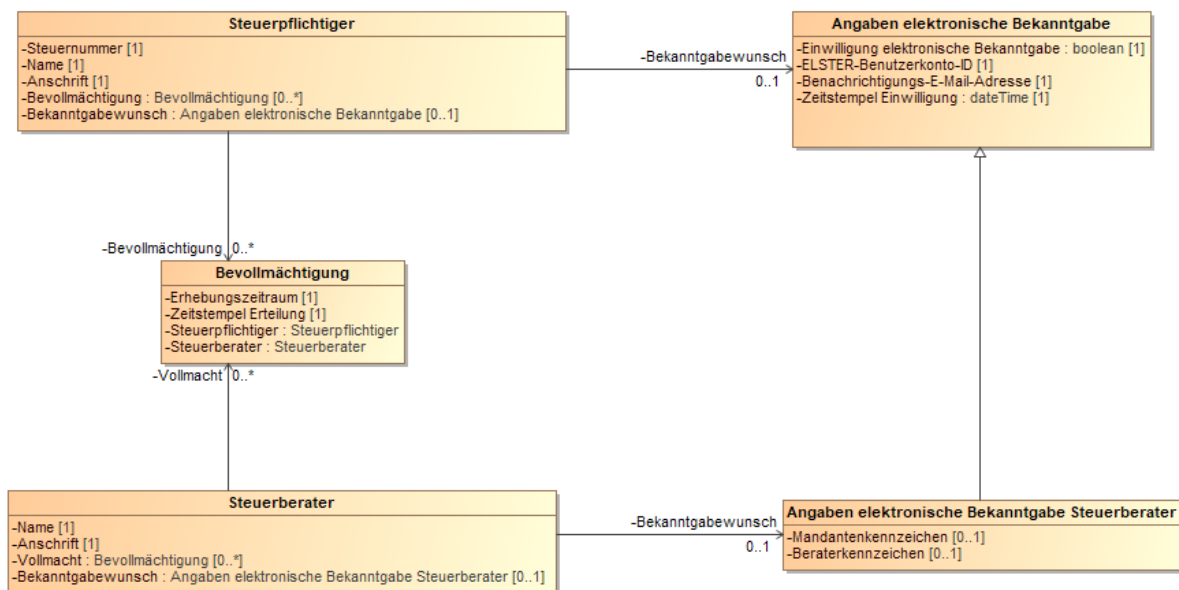 Steuerpflichtiger
-Steuernummer [1]
-Name [1]
-Anschrift [1]
-Bevollmächtigung : Bevollmächtigung [0..*]
-Bekanntgabewunsch : Angaben elektronische Bekanntgabe [0..1]
-Bekanntgabewunsch
0..1
Angaben elektronische Bekanntgabe
-Einwilligung elektronische Bekanntgabe : boolean [1]
-ELSTER-Benutzerkonto-ID [1]
-Benachrichtigungs-E-Mail-Adresse [1]
-Zeitstempel Einwilligung : dateTime [1]
-Bevollmächtigung 0..*
Bevollmächtigung
-Erhebungszeitraum [1]
-Zeitstempel Erteilung [1]
-Steuerpflichtiger : Steuerpflichtiger
-Steuerberater : Steuerberater
-Vollmacht 0..*
Steuerberater
-Name [1]
-Anschrift [1]
-Vollmacht : Bevollmächtigung [0..*]
-Bekanntgabewunsch : Angaben elektronische Bekanntgabe Steuerberater [0..1]
-Bekanntgabewunsch
0..1
Angaben elektronische Bekanntgabe Steuerberater
-Mandantenkennzeichen [0..1]
-Beraterkennzeichen [0..1]